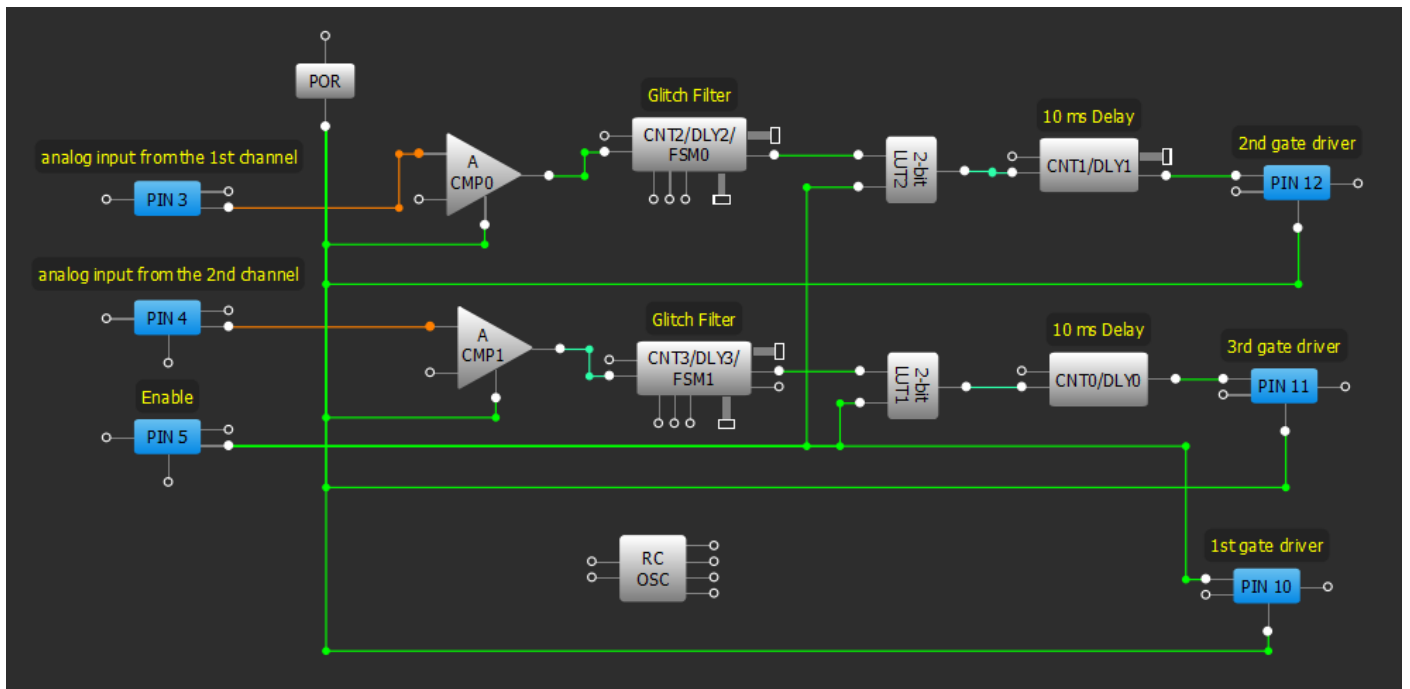 POR
Glitch Filter
10 ms Delay
analog input from the 1st channel
A
CMP0
CNT2/DLY2/
FSM0
2-bit
LUT2
CNT1/DLY1
2nd gate driver
PIN 3
PIN 12
analog input from the 2nd channel
PIN 4
A
CMP1
Glitch Filter
CNT3/DLY3/
FSM1
2-bit
LUT1
10 ms Delay
CNT0/DLY0
3rd gate driver
PIN 11
Enable
PIN 5
RC
OSC
1st gate driver
PIN 10